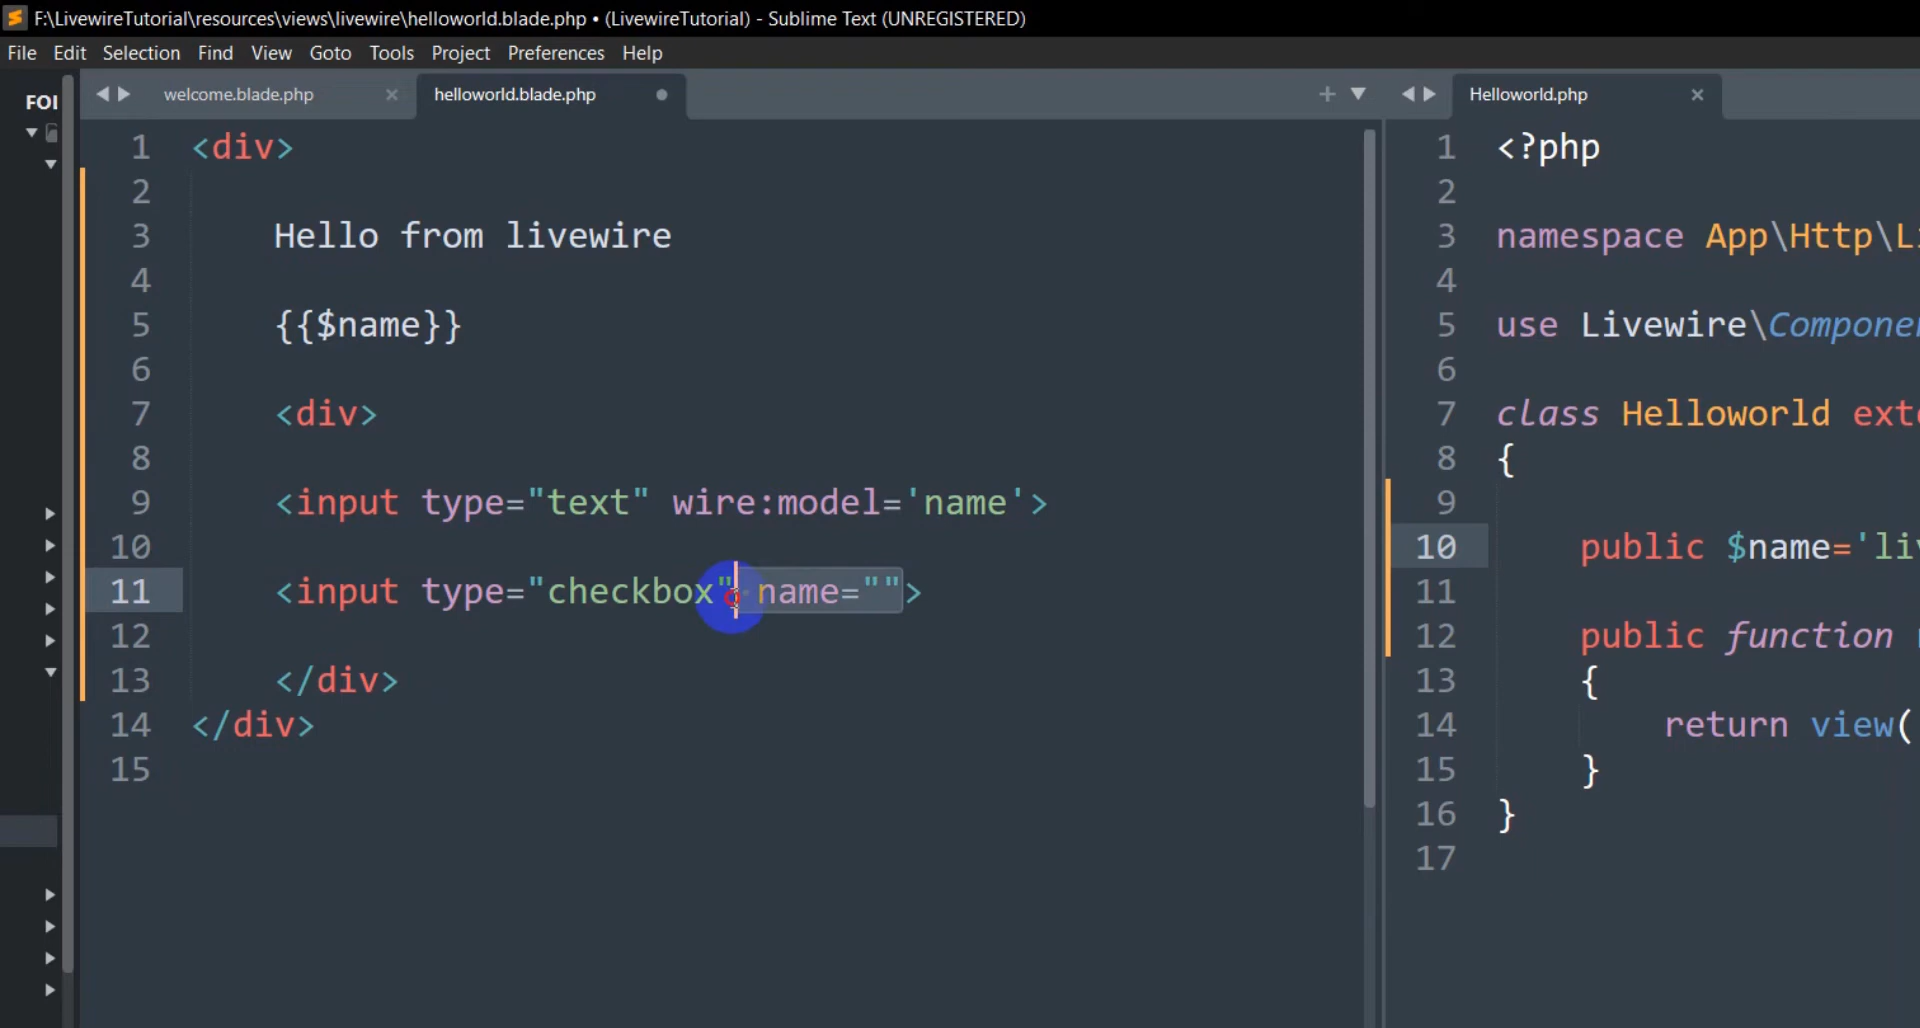 F:\LivewireTutorial\resources\views\livewire\helloworld.blade.php • (LivewireTutorial) - Sublime Text (UNREGISTERED)
File Edit Selection Find View Goto Tools Project Preferences Help
FOL
welcome.blade.php
helloworld.blade.php
1 <div>
2
3 Hello from livewire
4
5 {{$name}}
6
7 <div>
8
9 <input type="text" wire:model='name'>
10
11 <input type="checkbox" name="">
12
13 </div>
14 </div>
15
Helloworld.php
1 <?php
2
3 namespace App\Http\Li
4
5 use Livewire\Componen
6
7 class Helloworld exte
8 {
9
10 public $name='liv
11
12 public function
13 {
14 return view(
15 }
16 }
17